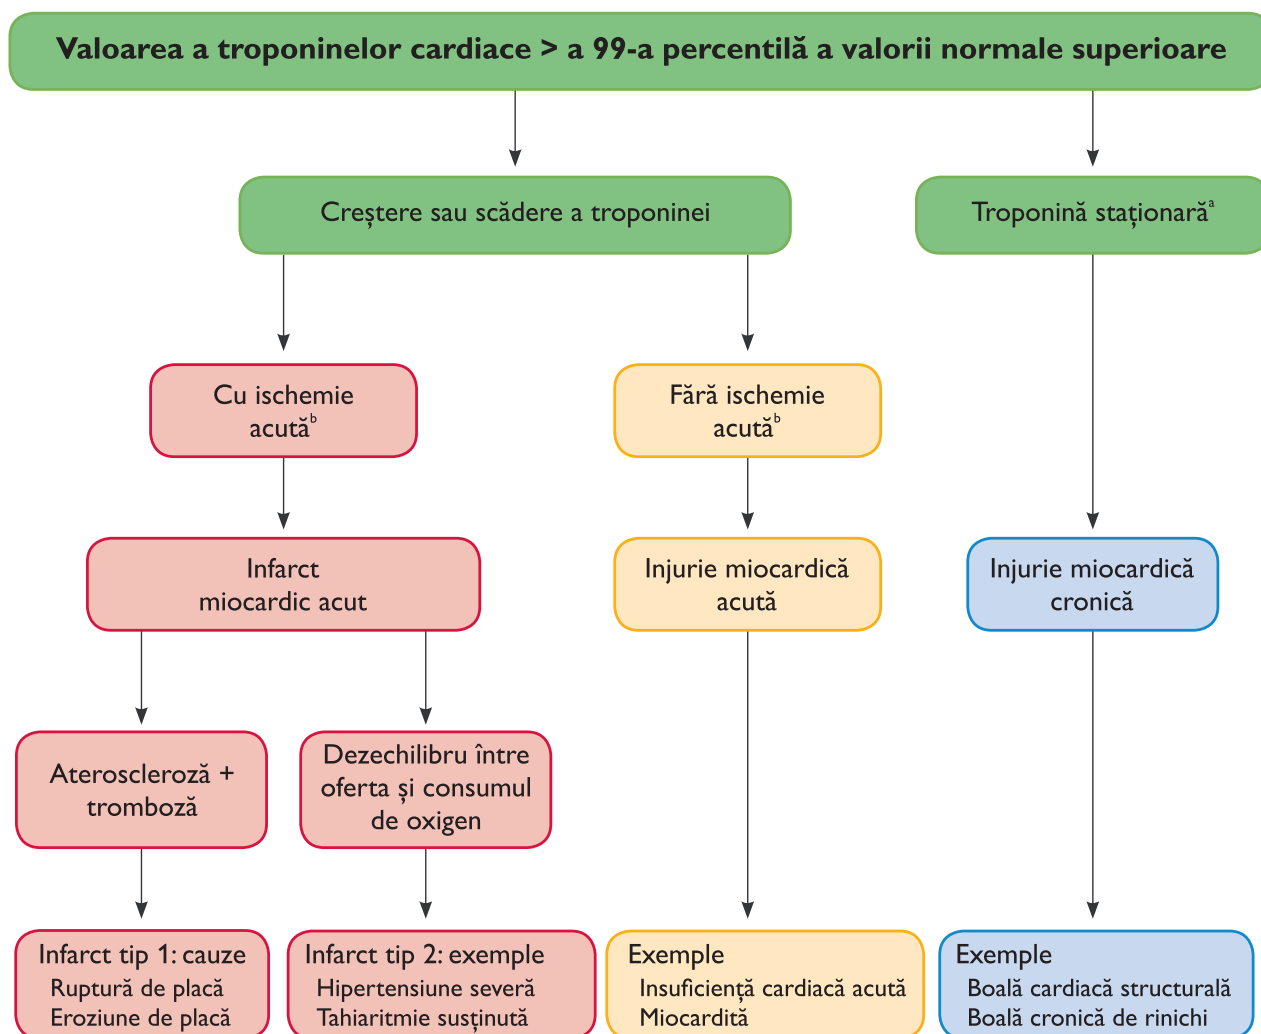 Valoarea a troponinelor cardiace > a 99-a percentilă a valorii normale superioare
Creștere sau scădere a troponinei
Troponină staționarăᵃ
Cu ischemie
acutăᵇ
Fără ischemie
acutăᵇ
Infarct
miocardic acut
Injurie miocardică
acută
Injurie miocardică
cronică
Ateroscleroză +
tromboză
Dezechilibru între
oferta și consumul
de oxigen
Infarct tip 1: cauze
Ruptură de placă
Eroziune de placă
Infarct tip 2: exemple
Hipertensiune severă
Tahiaritmie susținută
Exemple
Insuficiență cardiacă acută
Miocardită
Exemple
Boală cardiacă structurală
Boală cronică de rinichi